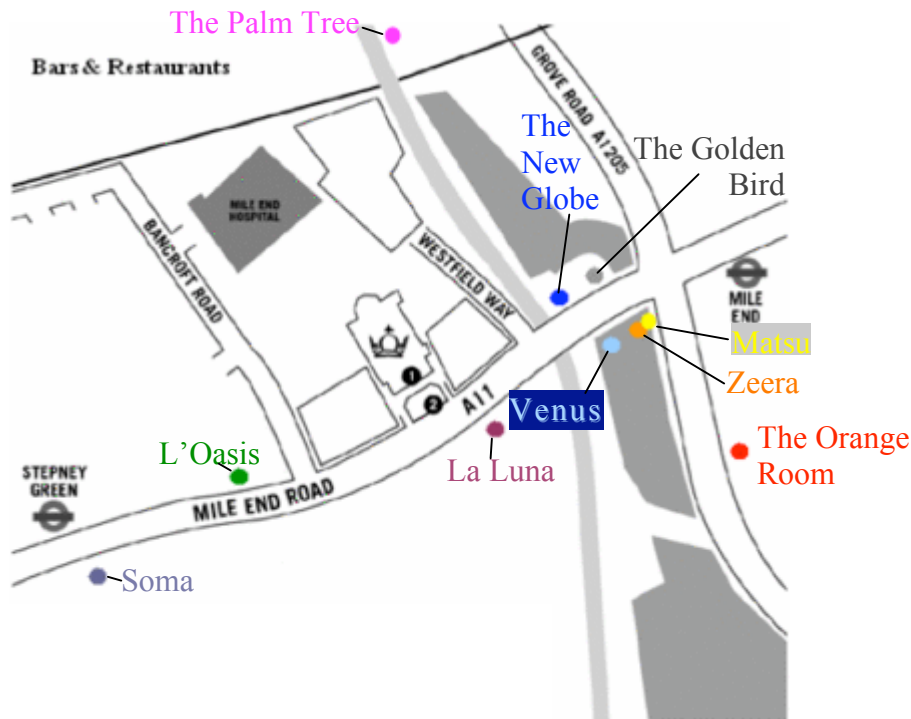 The Palm Tree
Bars & Restaurants
GROVE ROAD A1205
The
New
Globe
The Golden
Bird
MILE END
HOSPITAL
BANCROFT ROAD
WESTFIELD WAY
MILE
END
Matsu
Zeera
1
2
A11
Venus
The Orange
Room
L’Oasis
La Luna
STEPNEY
GREEN
MILE END ROAD
Soma